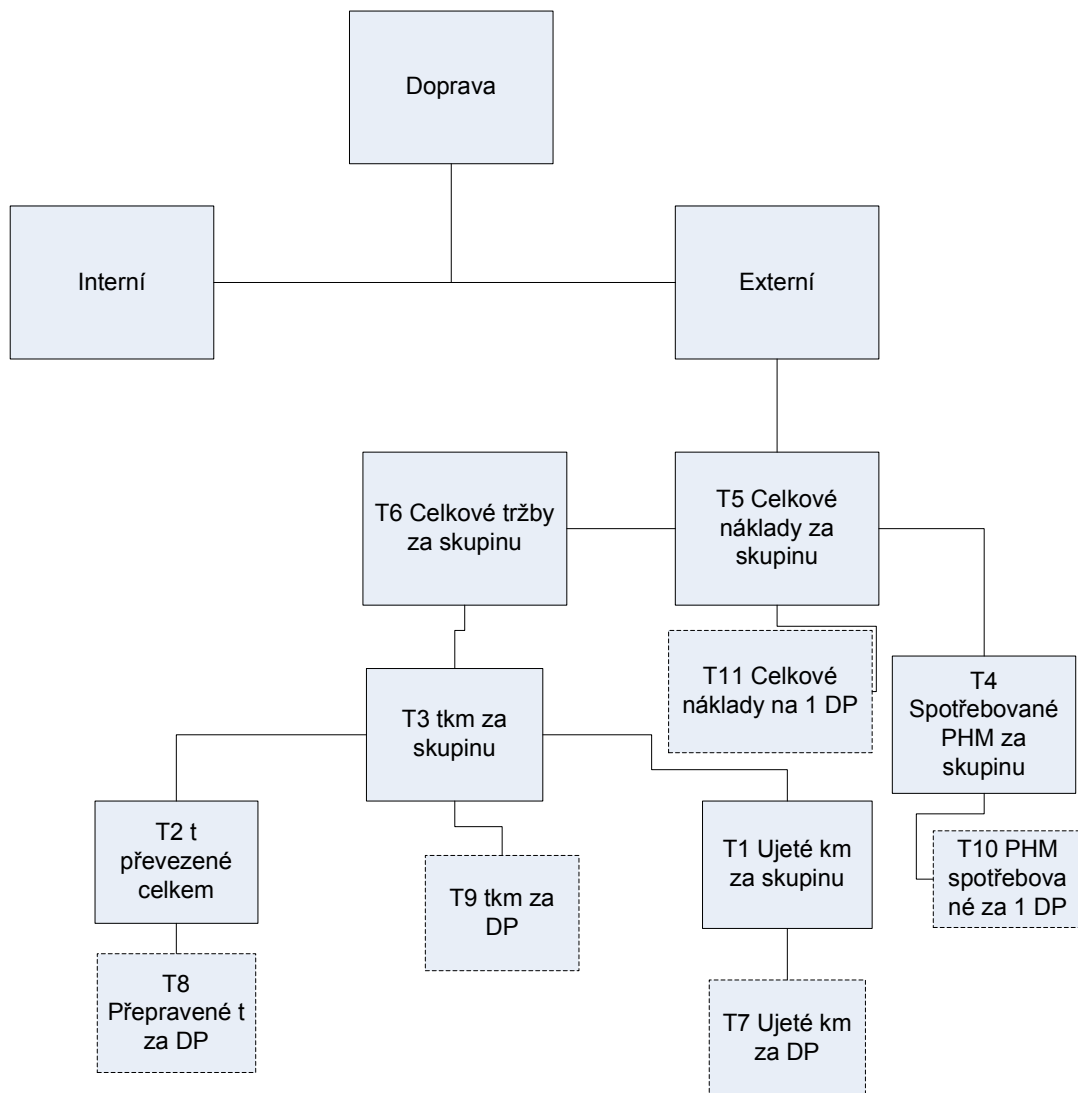 Doprava
Interní
Externí
T6 Celkové tržby
za skupinu
T5 Celkové
náklady za
skupinu
T11 Celkové
náklady na 1 DP
T4
Spotřebované
PHM za
skupinu
T3 tkm za
skupinu
T2 t
převezené
celkem
T9 tkm za
DP
T1 Ujeté km
za skupinu
T10 PHM
spotřebova
né za 1 DP
T8
Přepravené t
za DP
T7 Ujeté km
za DP